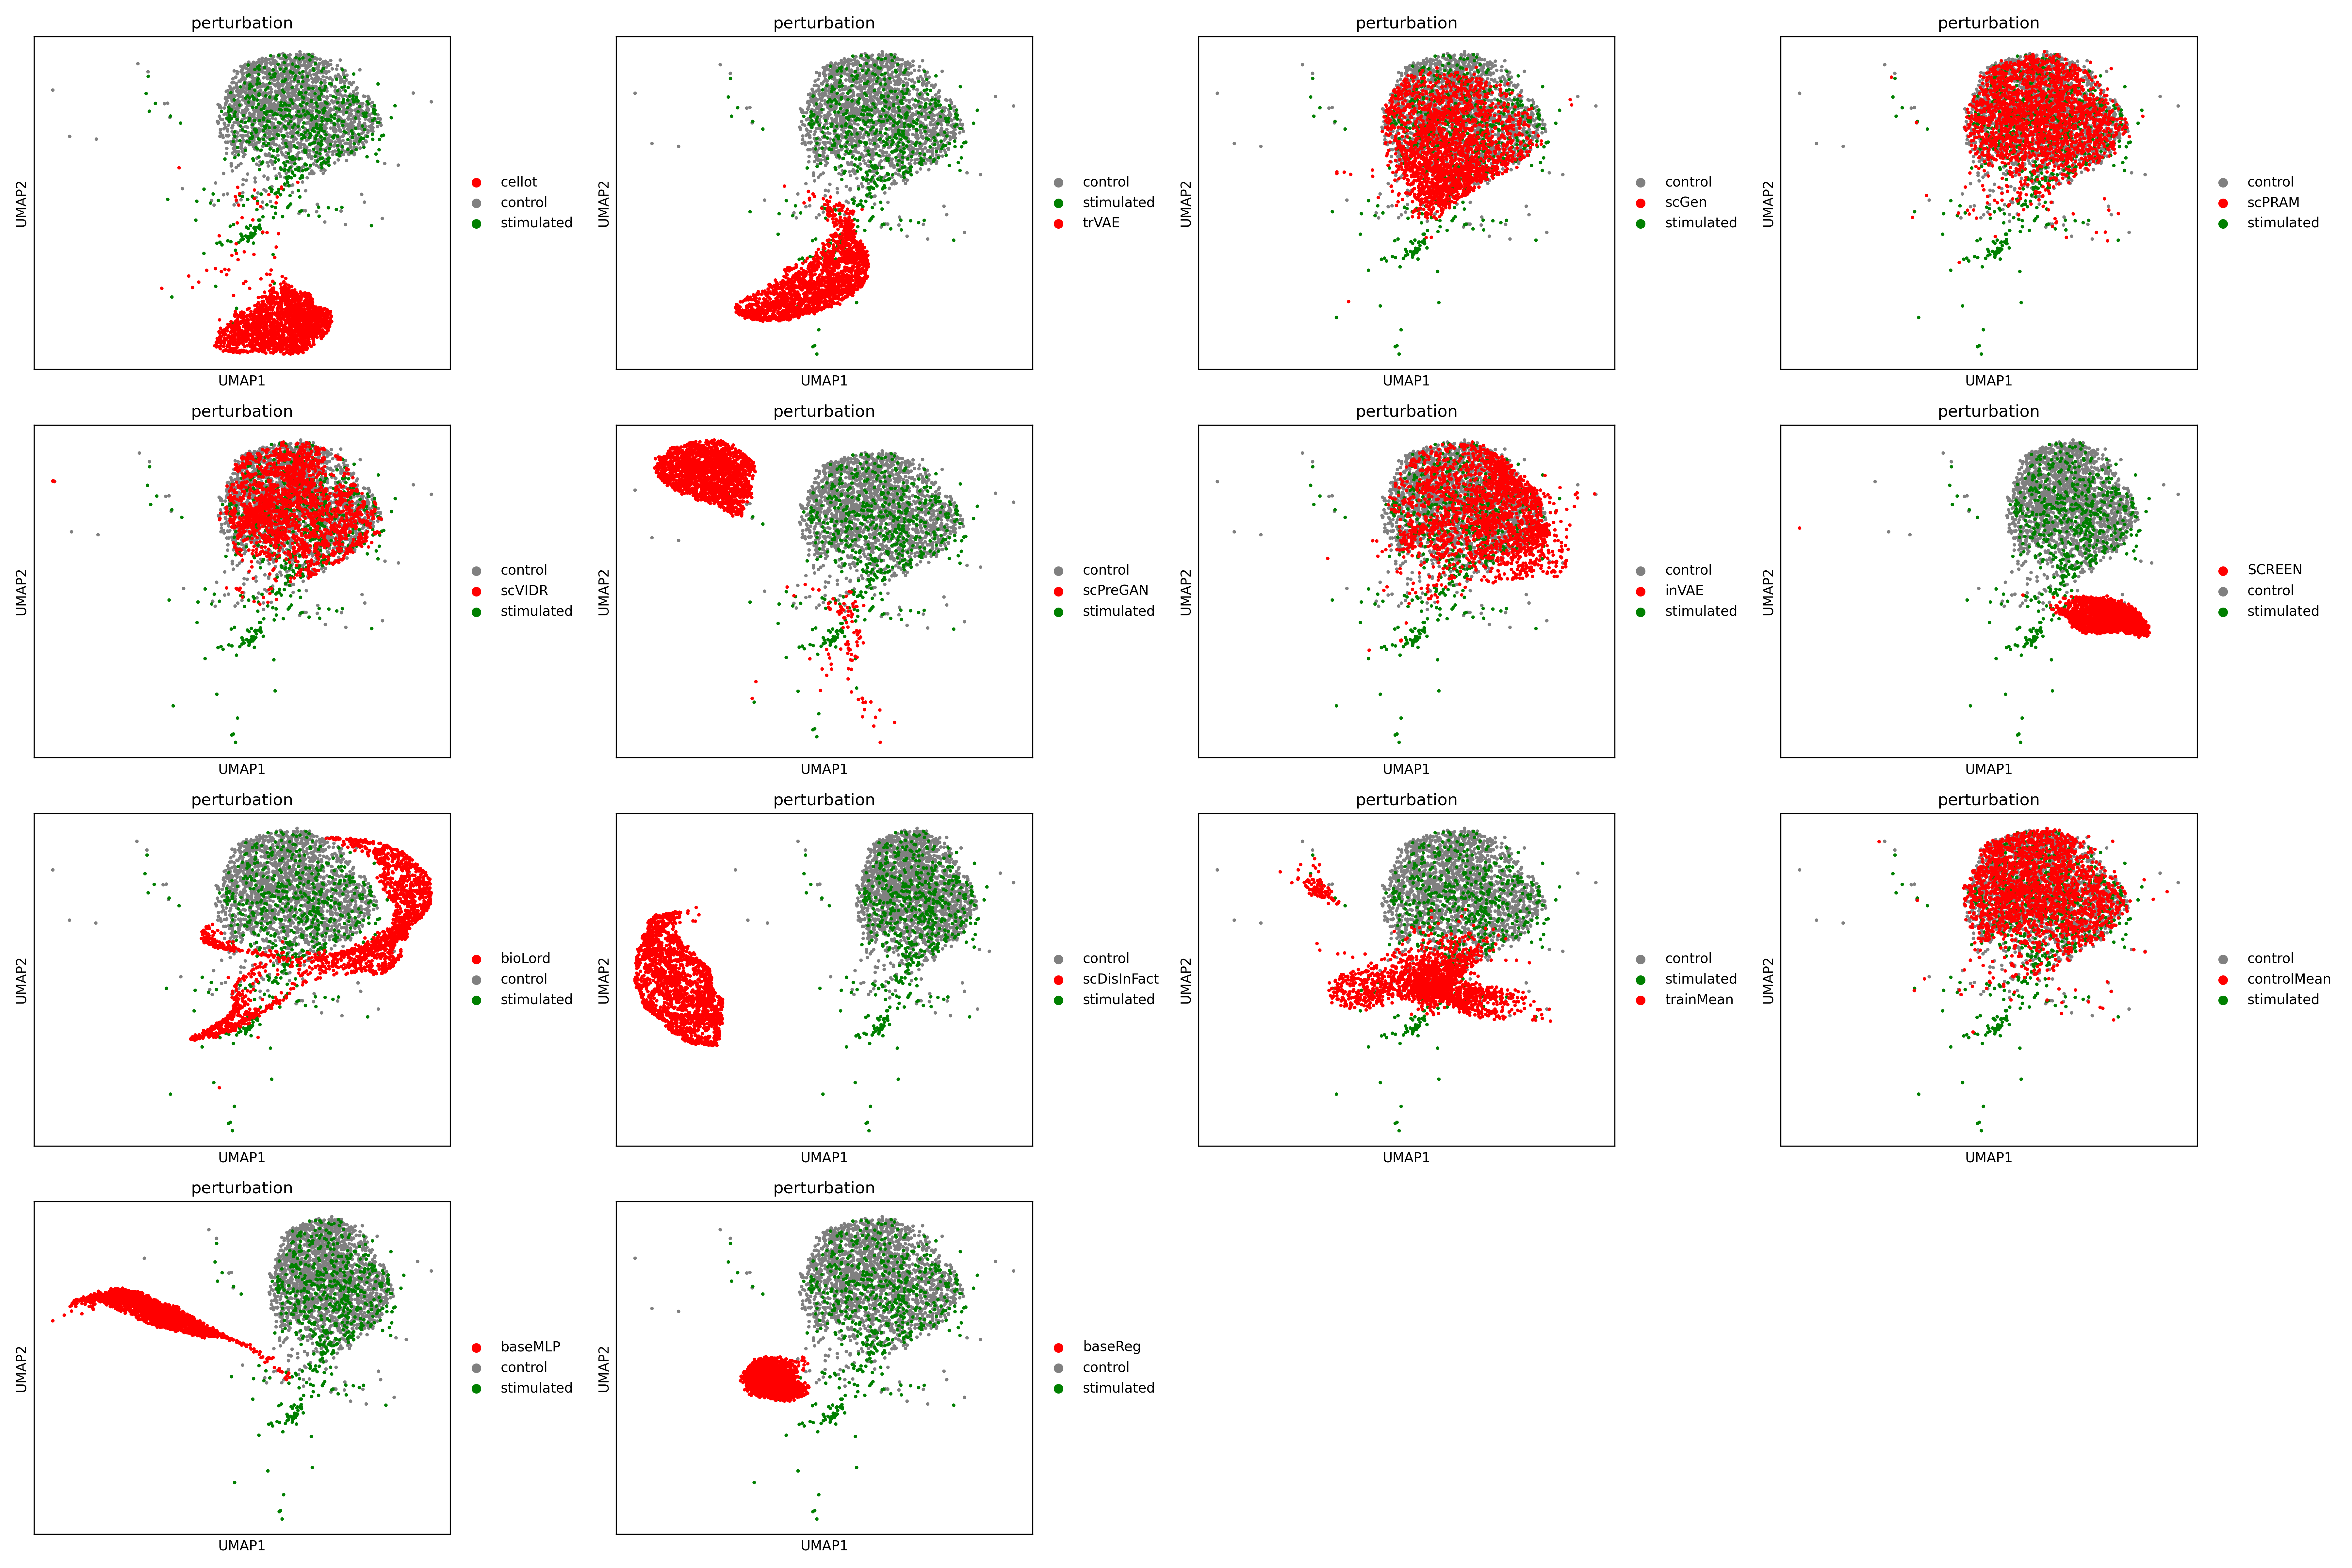 perturbation
UMAP2
cellot
control
stimulated
UMAP1
perturbation
UMAP2
control
stimulated
trVAE
UMAP1
perturbation
UMAP2
control
scGen
stimulated
UMAP1
perturbation
UMAP2
control
scPRAM
stimulated
UMAP1
perturbation
UMAP2
control
scVIDR
stimulated
UMAP1
perturbation
UMAP2
control
scPreGAN
stimulated
UMAP1
perturbation
UMAP2
control
inVAE
stimulated
UMAP1
perturbation
UMAP2
SCREEN
control
stimulated
UMAP1
perturbation
UMAP2
bioLord
control
stimulated
UMAP1
perturbation
UMAP2
control
scDisInFact
stimulated
UMAP1
perturbation
UMAP2
control
stimulated
trainMean
UMAP1
perturbation
UMAP2
control
controlMean
stimulated
UMAP1
perturbation
UMAP2
baseMLP
control
stimulated
UMAP1
perturbation
UMAP2
baseReg
control
stimulated
UMAP1